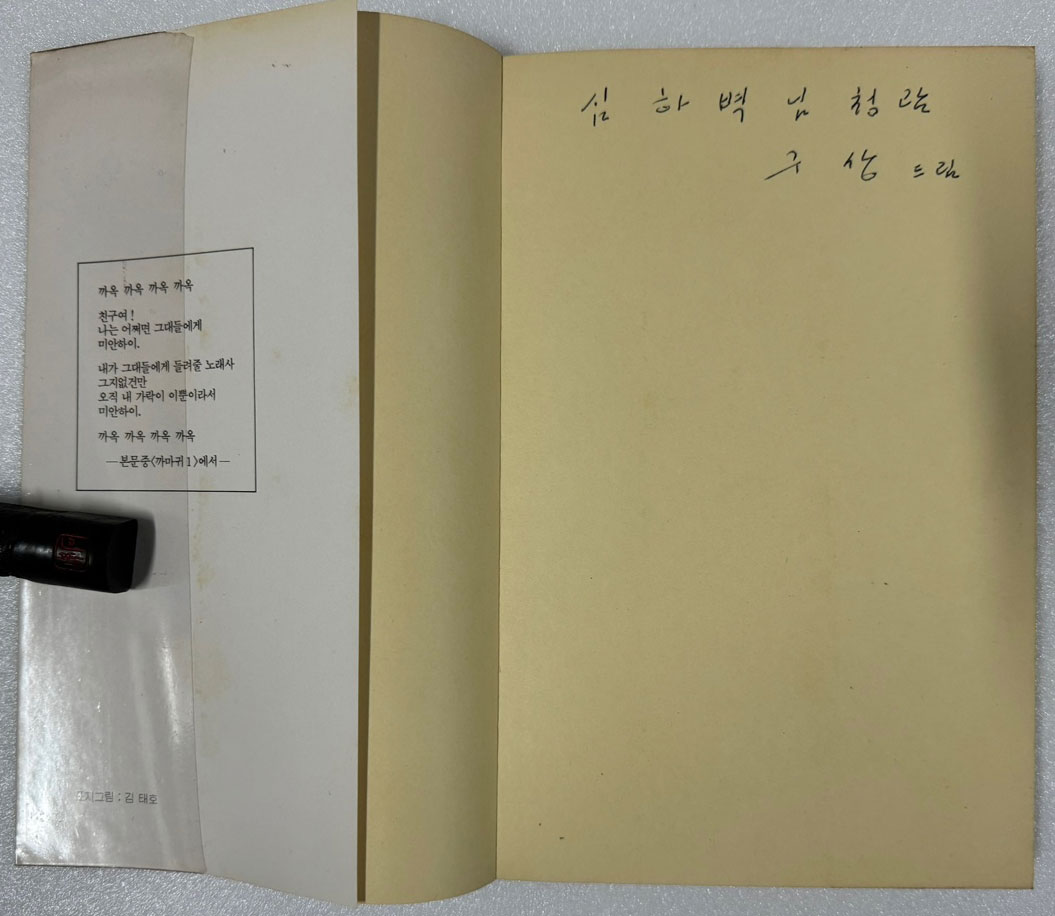 까옥 까옥 까옥 까옥
친구여!
나는 어쩌면 그대들에게
미안하이.
내가 그대들에게 들려줄 노래사
그지없건만
오직 내 가락이 이뿐이라서
미안하이.
까옥 까옥 까옥 까옥
—본문중〈까마귀 1〉에서—
표지그림 : 김 태호
심 하 벽 님 청람
구 상 드림